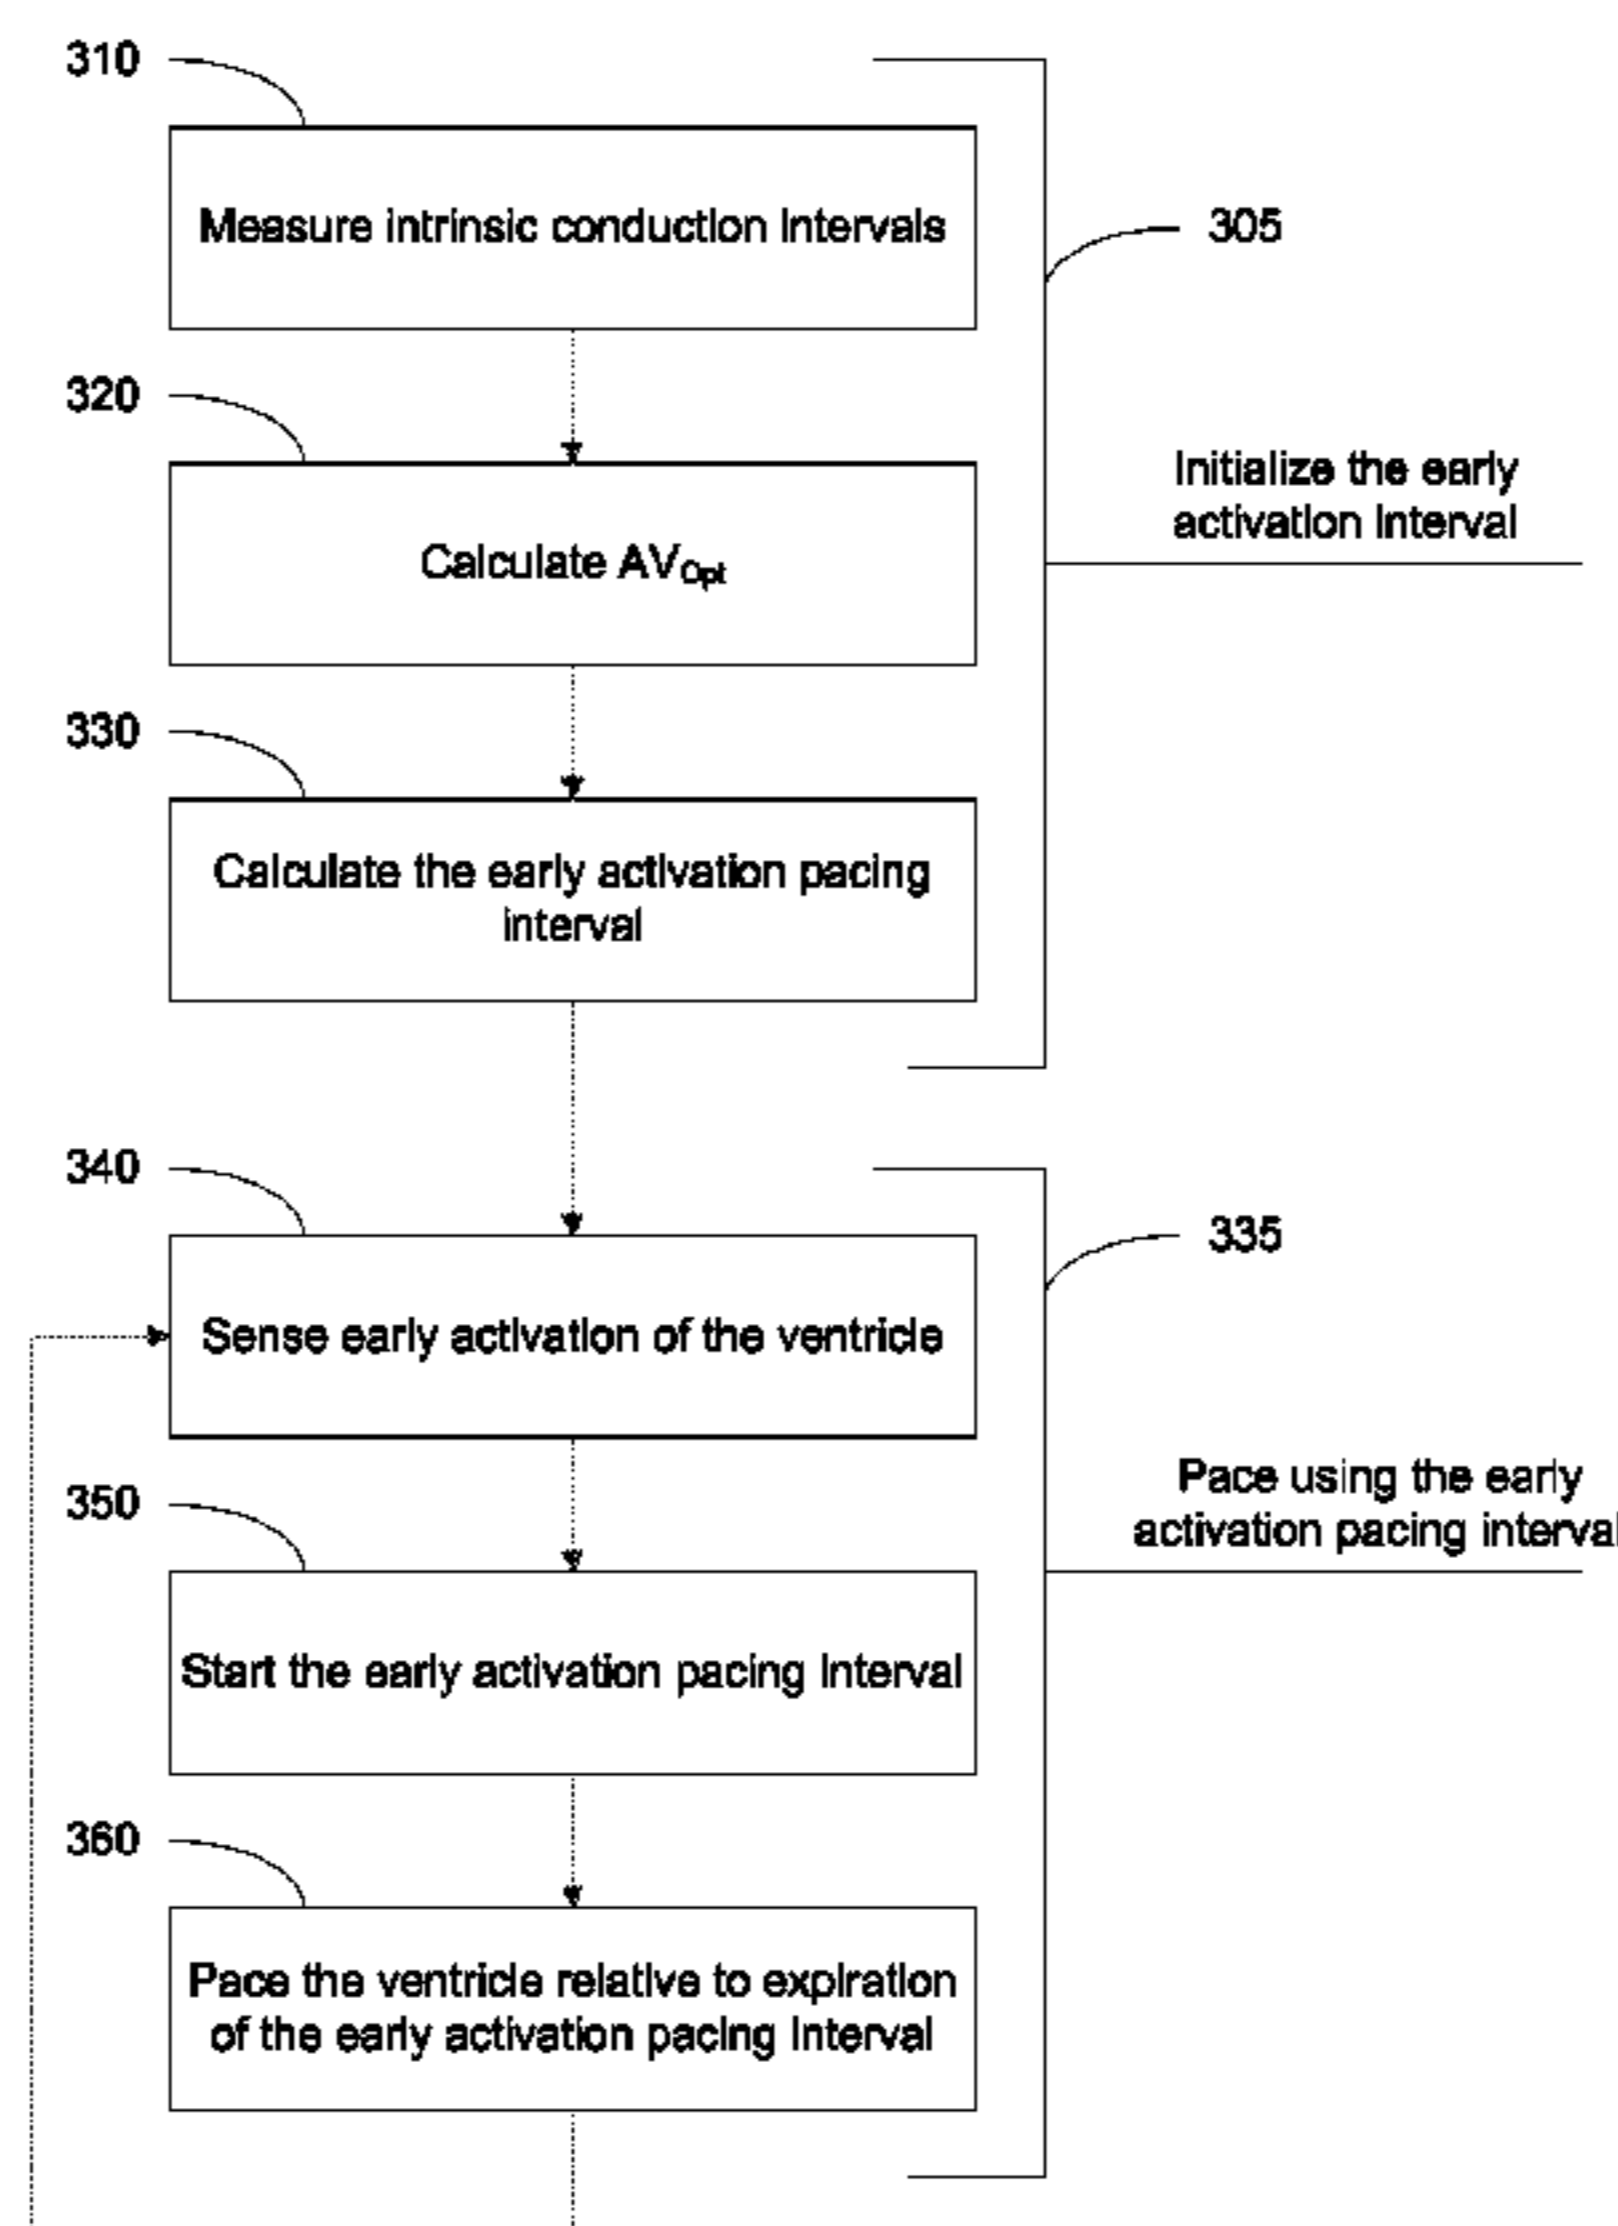 310
Measure intrinsic conduction intervals
305
320
Initialize the early
activation interval
Calculate AVOpt
330
Calculate the early activation pacing
interval
340
335
Sense early activation of the ventricle
350
Pace using the early
activation pacing interval
Start the early activation pacing interval
360
Pace the ventricle relative to expiration
of the early activation pacing interval